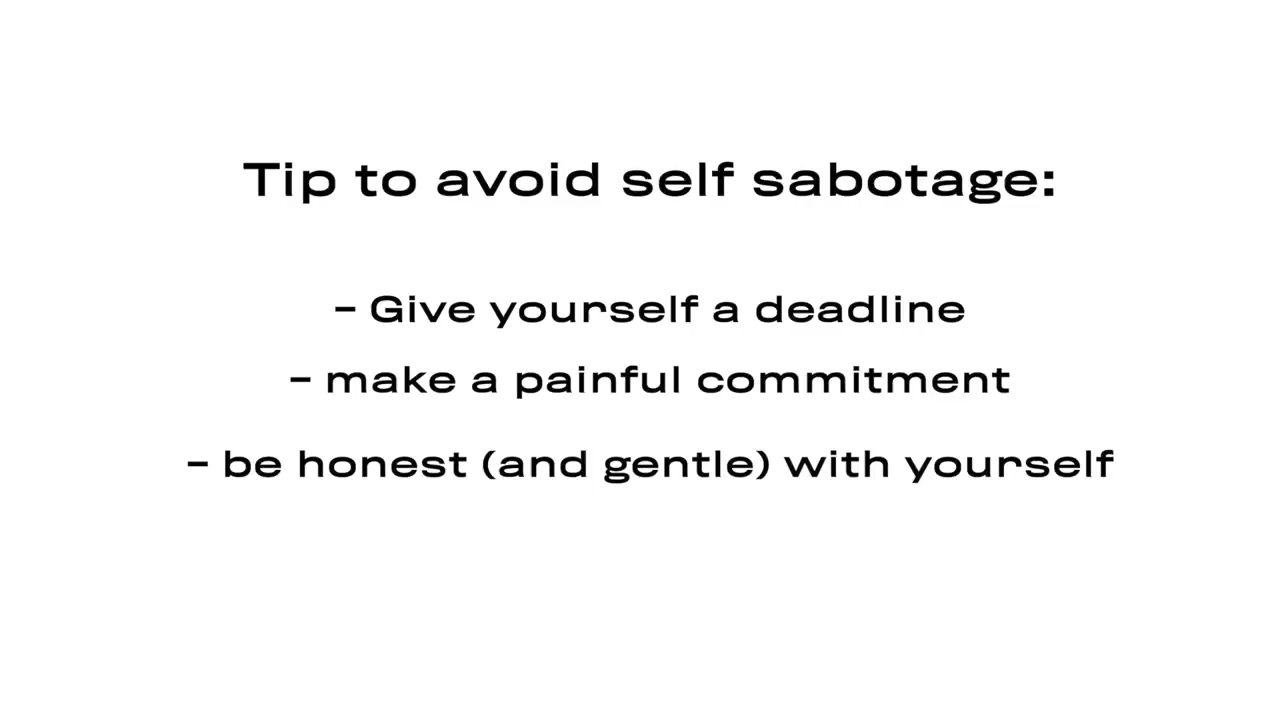 Tip to avoid self sabotage:
– Give yourself a deadline
– make a painful commitment
– be honest (and gentle) with yourself